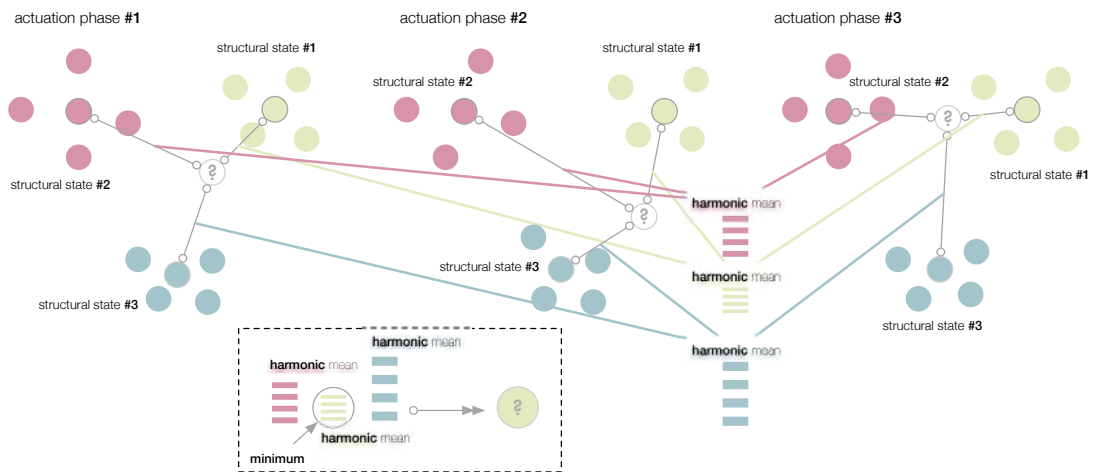 actuation phase #1
actuation phase #2
actuation phase #3
structural state #1
structural state #1
structural state #2
structural state #2
?
?
?
structural state #2
structural state #1
harmonic mean
structural state #3
structural state #3
harmonic mean
structural state #3
harmonic mean
harmonic mean
harmonic mean
?
harmonic mean
minimum